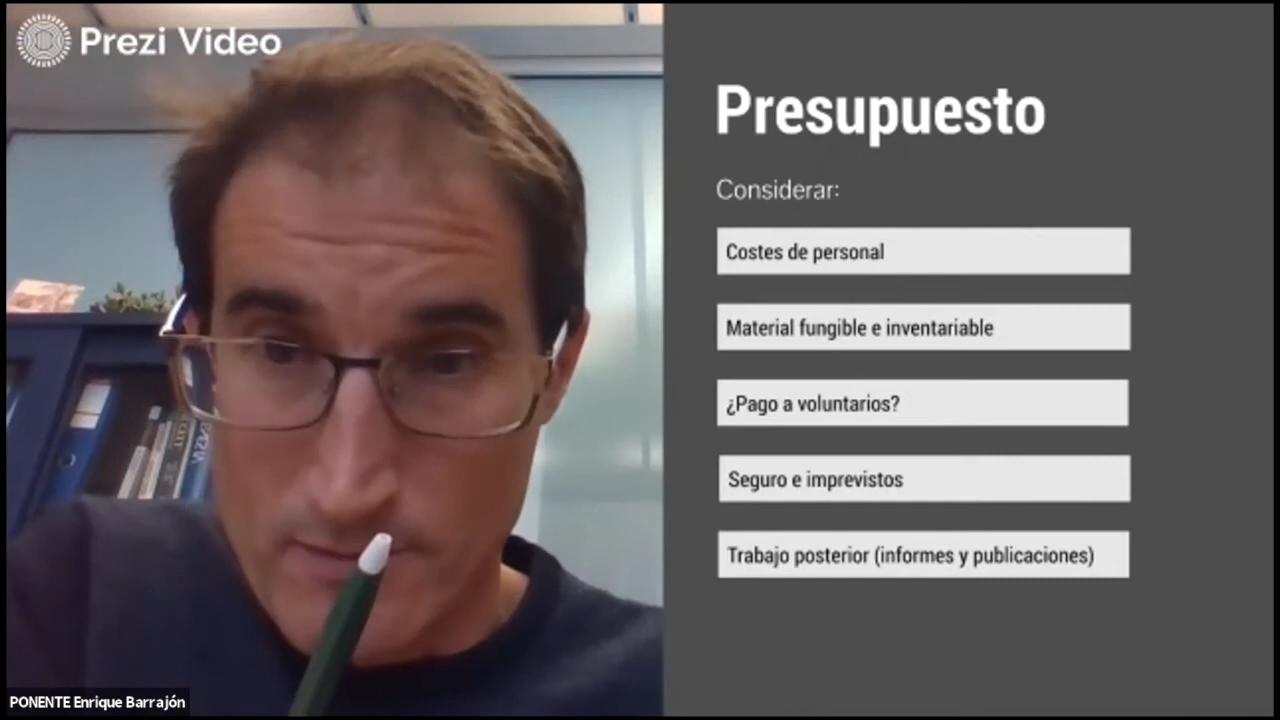 Prezi Video
Presupuesto
Considerar:
Costes de personal
Material fungible e inventariable
¿Pago a voluntarios?
Seguro e imprevistos
Trabajo posterior (informes y publicaciones)
PONENTE Enrique Barrajón